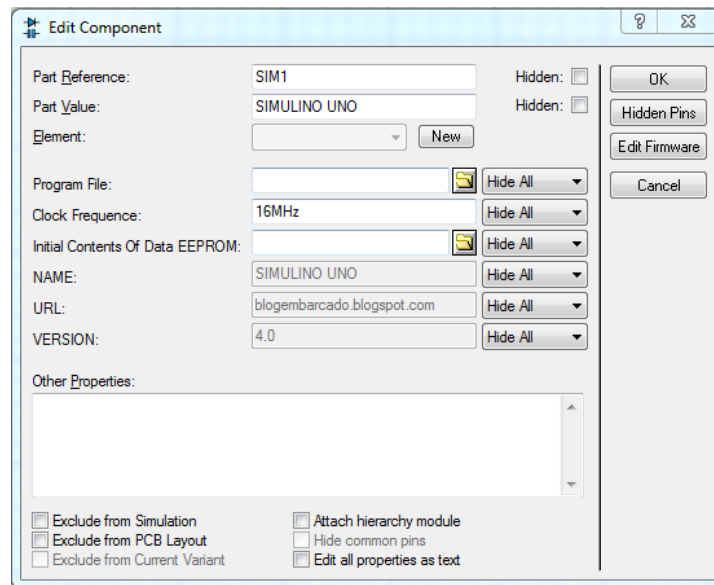 Edit Component
Part Reference: SIM1 Hidden: OK
Part Value: SIMULINO UNO Hidden: Hidden Pins
Element: New Edit Firmware
Program File: Hide All Cancel
Clock Frequence: 16MHz Hide All
Initial Contents Of Data EEPROM: Hide All
NAME: SIMULINO UNO Hide All
URL: blogembarcado.blogspot.com Hide All
VERSION: 4.0 Hide All
Other Properties:
Exclude from Simulation Attach hierarchy module
Exclude from PCB Layout Hide common pins
Exclude from Current Variant Edit all properties as text